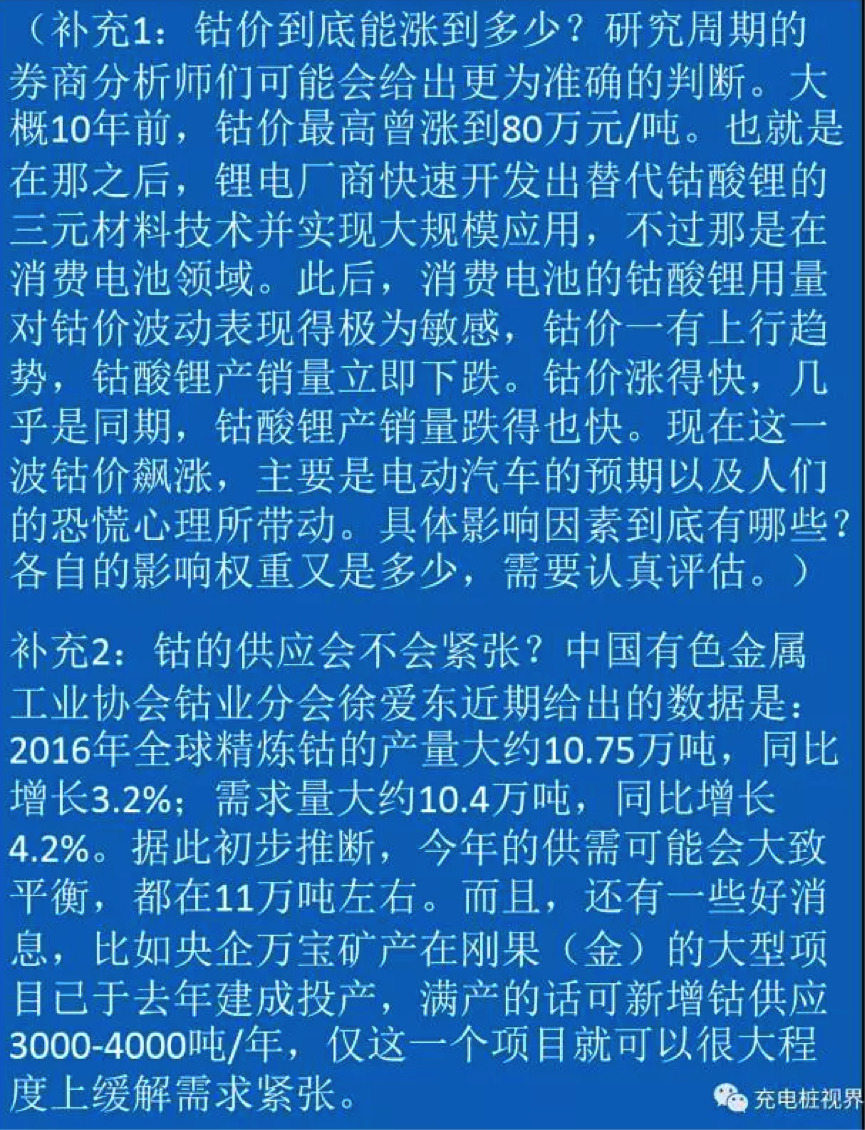 （补充1：钴价到底能涨到多少？研究周期的
券商分析师们可能会给出更为准确的判断。大
概10年前，钴价最高曾涨到80万元/吨。也就是
在那之后，锂电厂商快速开发出替代钴酸锂的
三元材料技术并实现大规模应用，不过那是在
消费电池领域。此后，消费电池的钴酸锂用量
对钴价波动表现得极为敏感，钴价一有上行趋
势，钴酸锂产销量立即下跌。钴价涨得快，几
乎是同期，钴酸锂产销量跌得也快。现在这一
波钴价飙涨，主要是电动汽车的预期以及人们
的恐慌心理所带动。具体影响因素到底有哪些？
各自的影响权重又是多少，需要认真评估。）
补充2：钴的供应会不会紧张？中国有色金属
工业协会钴业分会徐爱东近期给出的数据是：
2016年全球精炼钴的产量大约10.75万吨，同比
增长3.2%；需求量大约10.4万吨，同比增长
4.2%。据此初步推断，今年的供需可能会大致
平衡，都在11万吨左右。而且，还有一些好消
息，比如央企万宝矿产在刚果（金）的大型项
目已于去年建成投产，满产的话可新增钴供应
3000-4000吨/年，仅这一个项目就可以很大程
度上缓解需求紧张。
充电桩视界